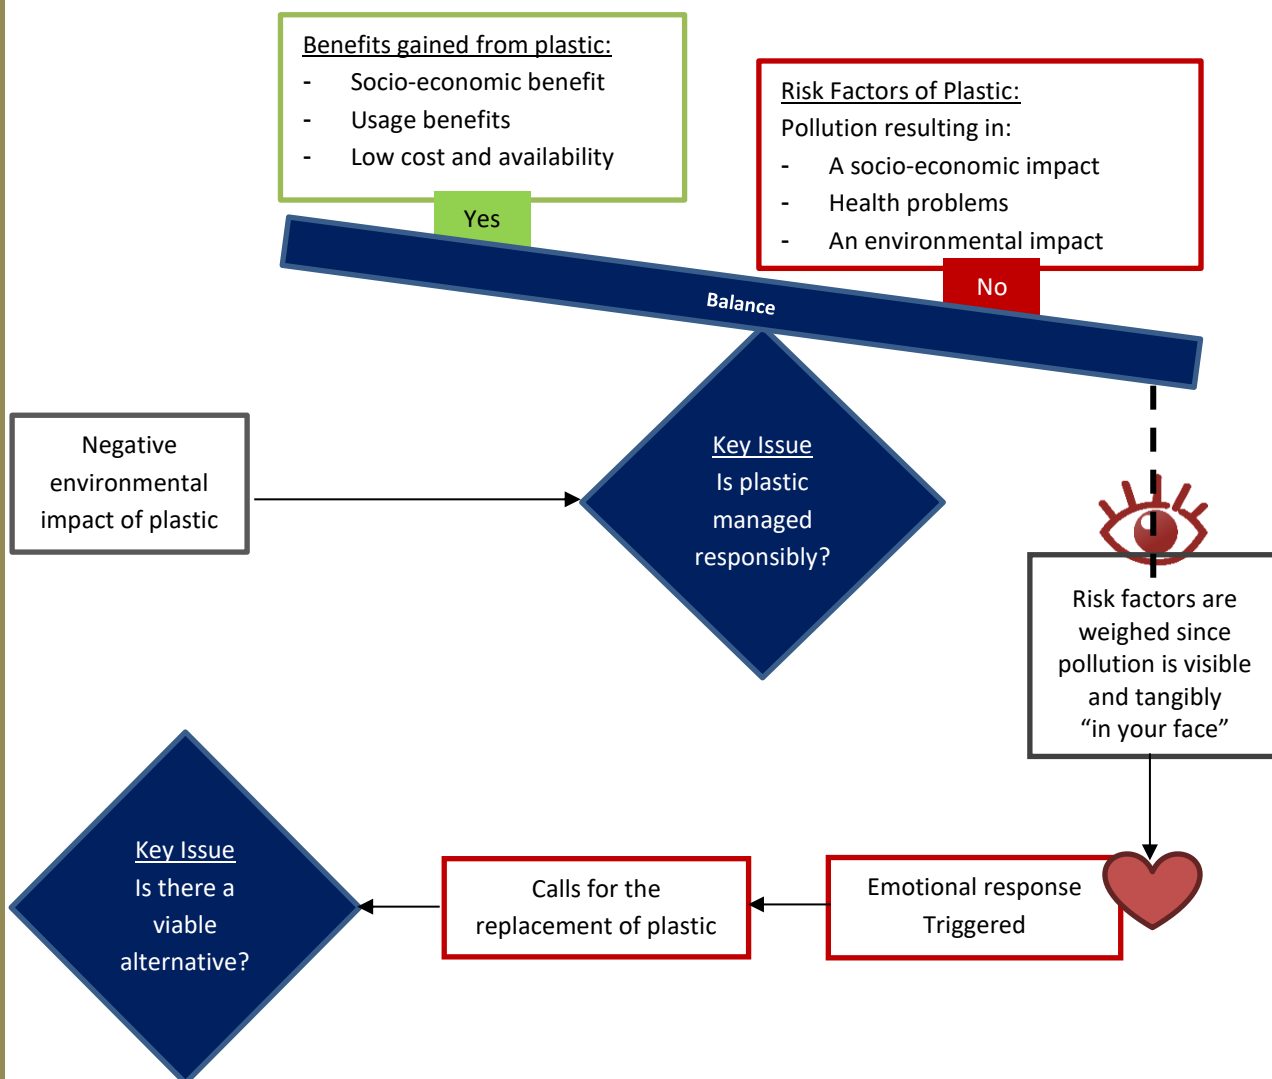 Benefits gained from plastic:
- Socio-economic benefit
- Usage benefits
- Low cost and availability
Yes
Risk Factors of Plastic:
Pollution resulting in:
- A socio-economic impact
- Health problems
- An environmental impact
No
Balance
Negative
environmental
impact of plastic
Key Issue
Is plastic
managed
responsibly?
Risk factors are
weighed since
pollution is visible
and tangibly
“in your face”
Emotional response
Triggered
Calls for the
replacement of plastic
Key Issue
Is there a
viable
alternative?